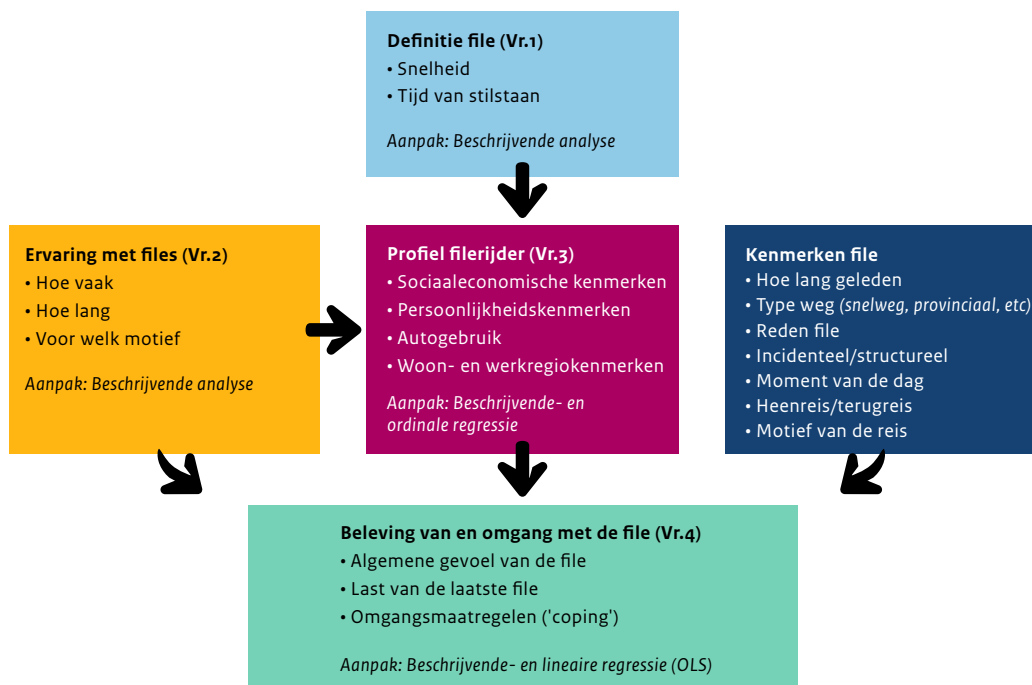 Definitie file (Vr.1)
• Snelheid
• Tijd van stilstaan
Aanpak: Beschrijvende analyse
Ervaring met files (Vr.2)
• Hoe vaak
• Hoe lang
• Voor welk motief
Aanpak: Beschrijvende analyse
Profiel filerijder (Vr.3)
• Sociaaleconomische kenmerken
• Persoonlijkheidskenmerken
• Autogebruik
• Woon- en werkregiokenmerken
Aanpak: Beschrijvende- en
ordinale regressie
Kenmerken file
• Hoe lang geleden
• Type weg (snelweg, provinciaal, etc)
• Reden file
• Incidenteel/structureel
• Moment van de dag
• Heenreis/terugreis
• Motief van de reis
Beleving van en omgang met de file (Vr.4)
• Algemene gevoel van de file
• Last van de laatste file
• Omgangsmaatregelen ('coping')
Aanpak: Beschrijvende- en lineaire regressie (OLS)